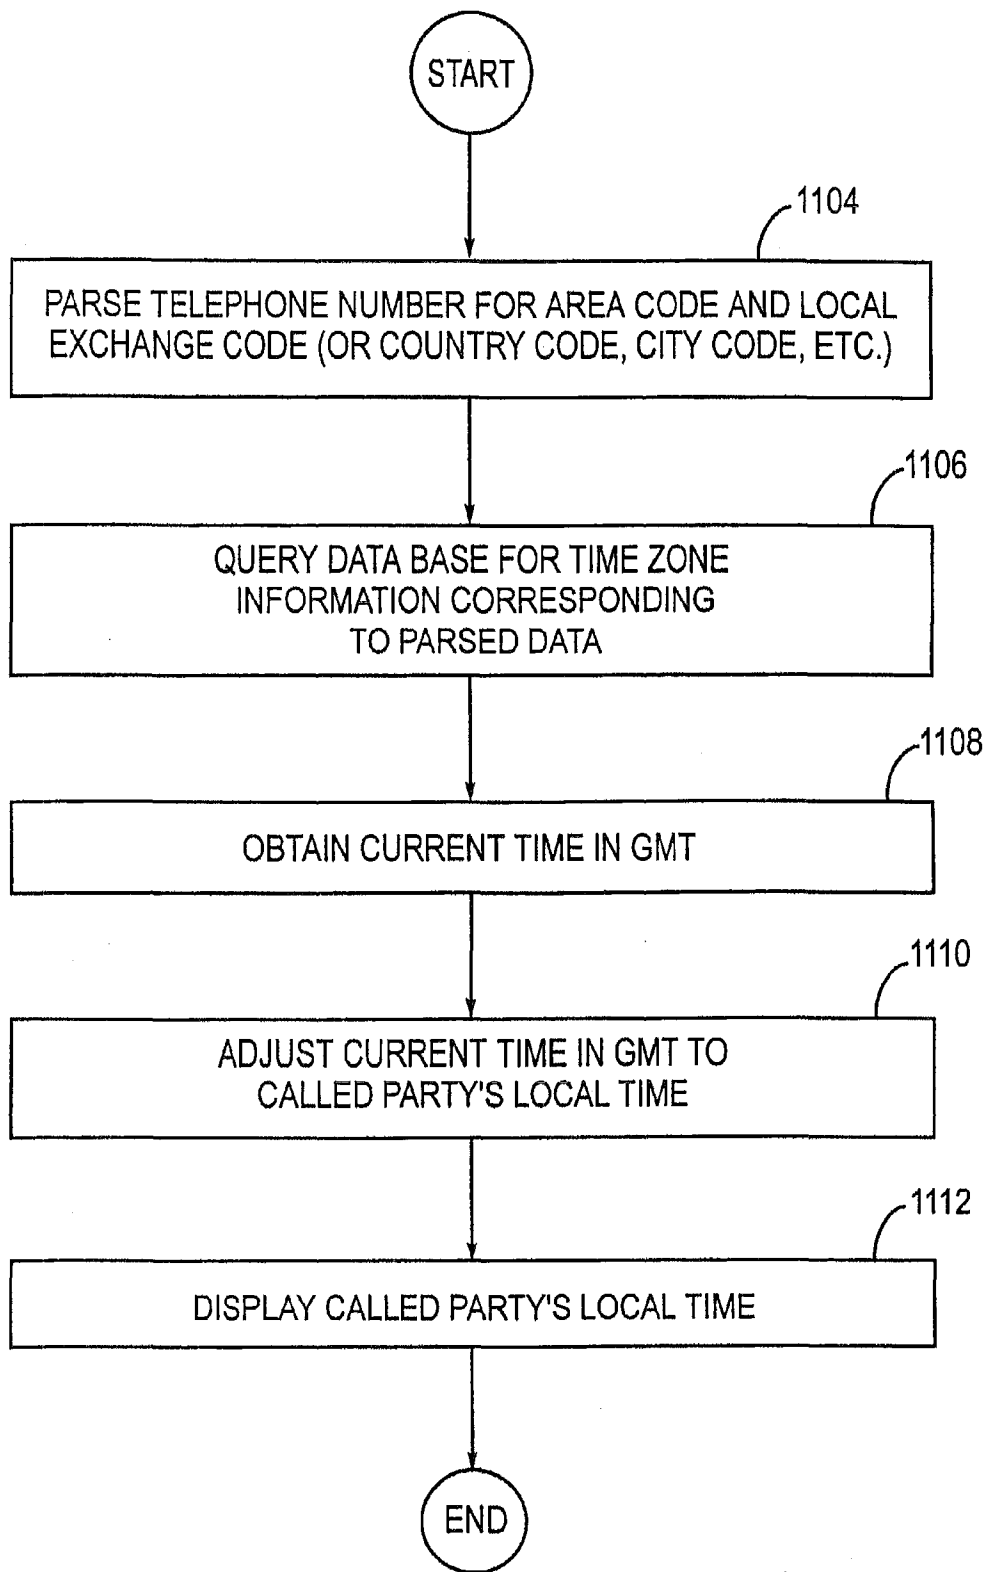 START
1104
PARSE TELEPHONE NUMBER FOR AREA CODE AND LOCAL
EXCHANGE CODE (OR COUNTRY CODE, CITY CODE, ETC.)
1106
QUERY DATA BASE FOR TIME ZONE
INFORMATION CORRESPONDING
TO PARSED DATA
1108
OBTAIN CURRENT TIME IN GMT
1110
ADJUST CURRENT TIME IN GMT TO
CALLED PARTY'S LOCAL TIME
1112
DISPLAY CALLED PARTY'S LOCAL TIME
END